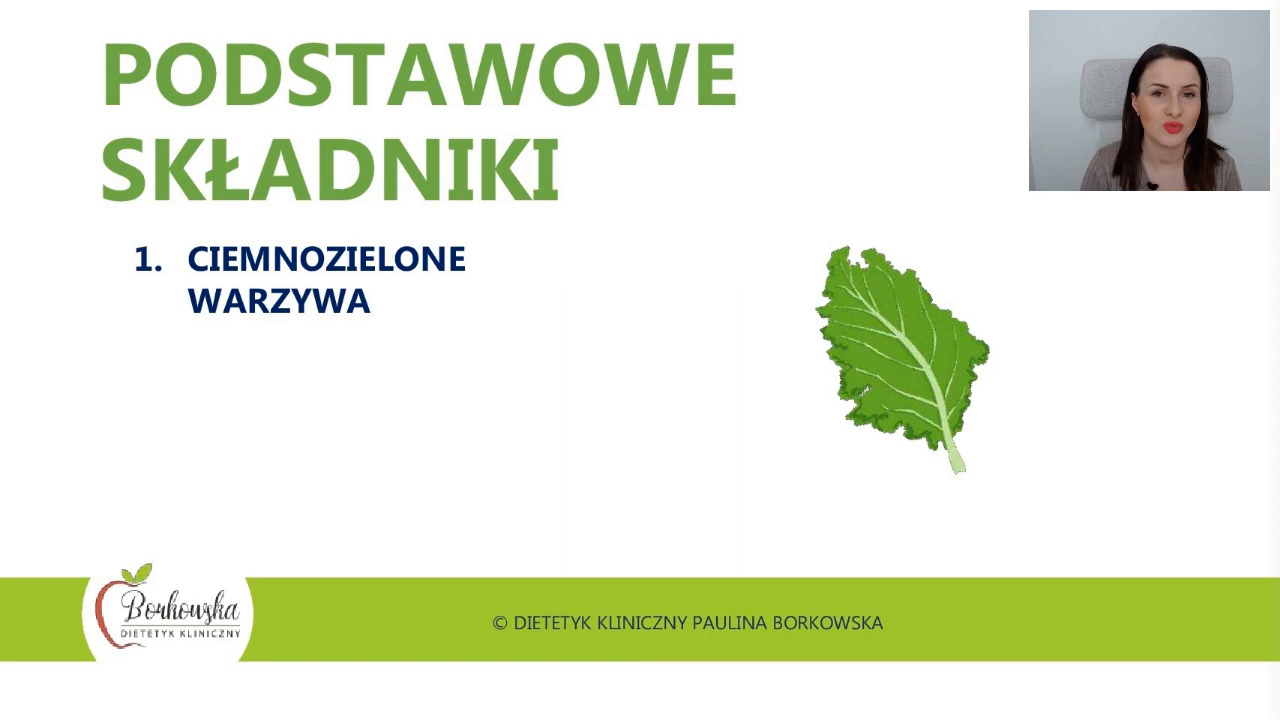 PODSTAWOWE
SKŁADNIKI
1. CIEMNOZIELONE
WARZYWA
Borkowska
DIETETYK KLINICZNY
© DIETETYK KLINICZNY PAULINA BORKOWSKA